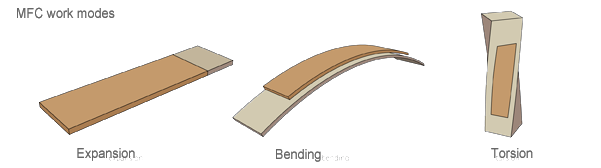 MFC work modes
Expansion
Bending
Torsion